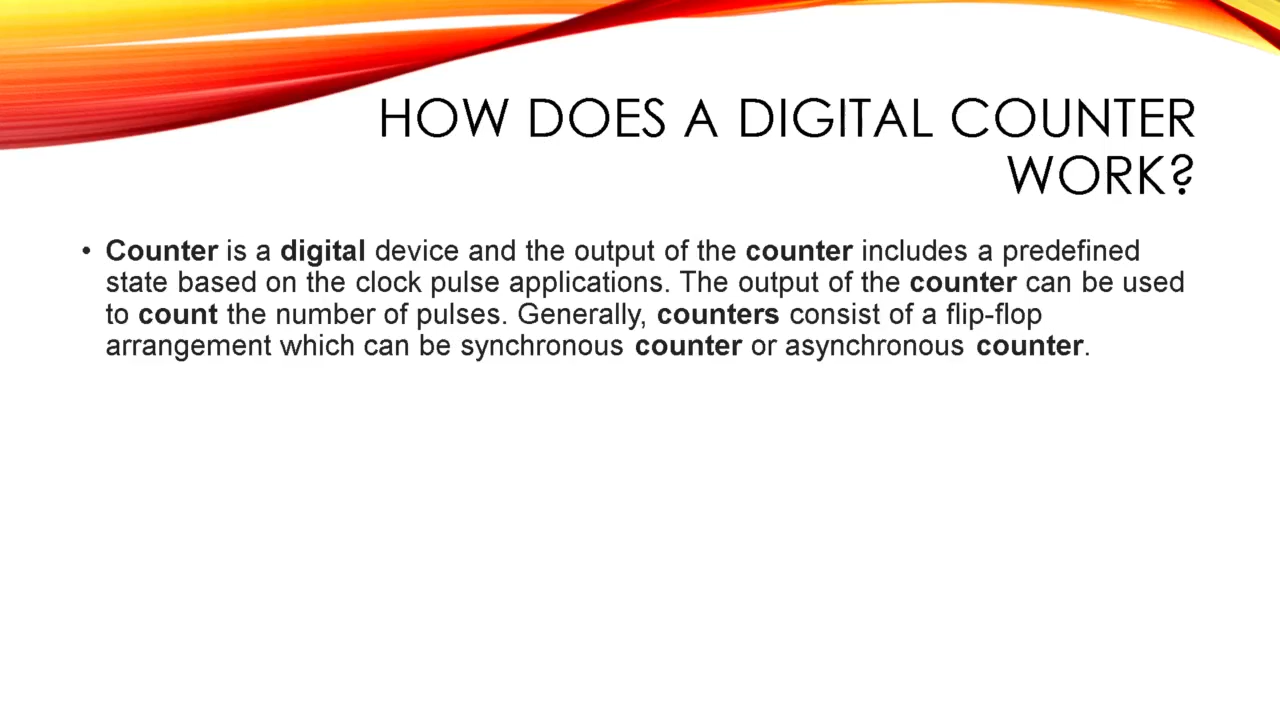 HOW DOES A DIGITAL COUNTER
WORK?
• Counter is a digital device and the output of the counter includes a predefined
state based on the clock pulse applications. The output of the counter can be used
to count the number of pulses. Generally, counters consist of a flip-flop
arrangement which can be synchronous counter or asynchronous counter.